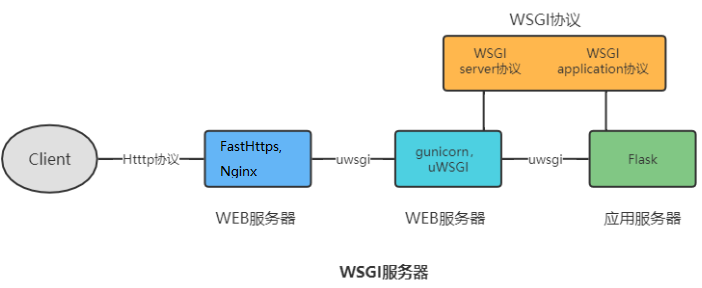 WSGI协议
WSGI
server协议
WSGI
application协议
Client
Htttp协议
FastHttps,
Nginx
uwsgi
gunicorn,
uWSGI
uwsgi
Flask
WEB服务器
WEB服务器
应用服务器
WSGI服务器